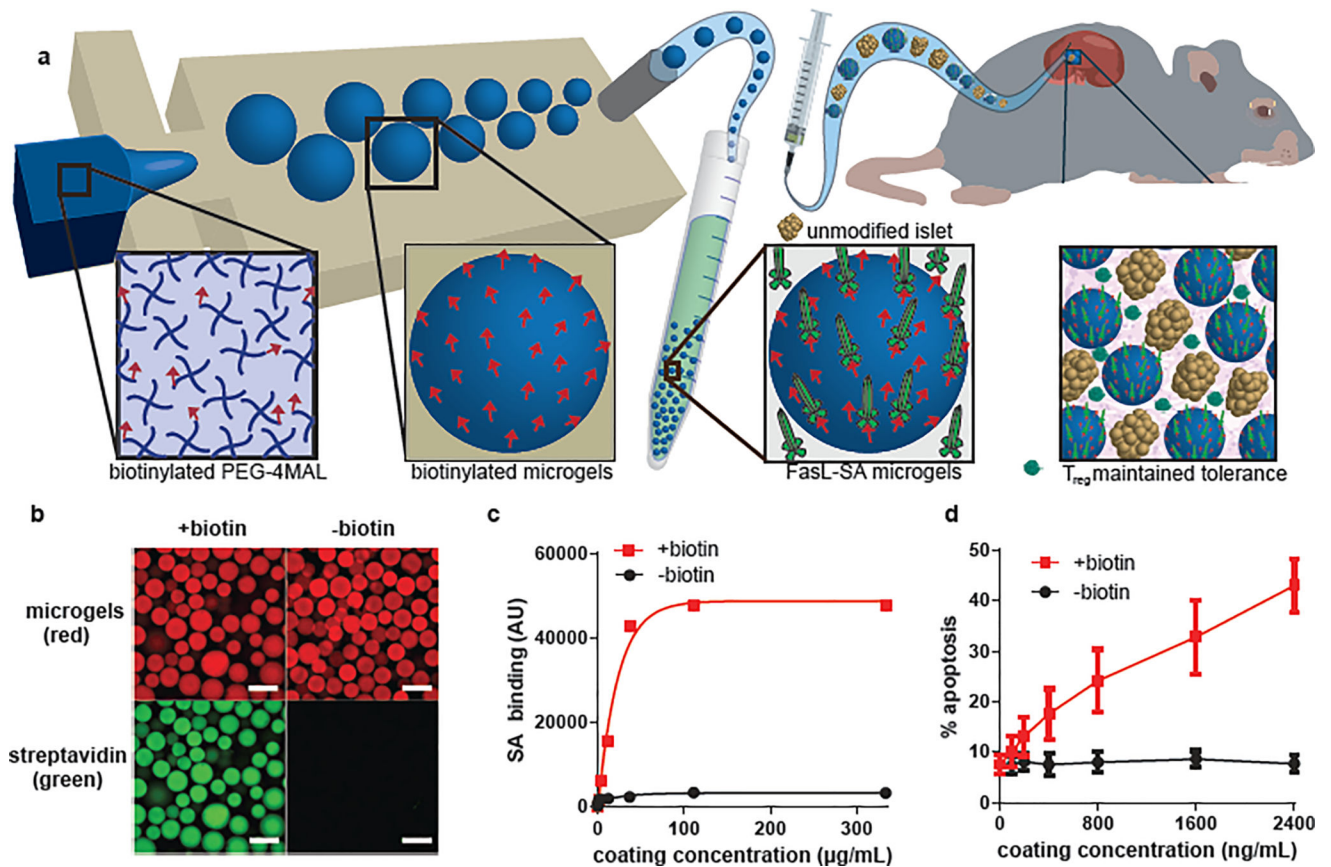 a
unmodified islet
biotinylated PEG-4MAL
biotinylated microgels
FasL-SA microgels
Treg maintained tolerance
b
+biotin
-biotin
microgels
(red)
streptavidin
(green)
c
+biotin
-biotin
60000
40000
20000
0
SA binding (AU)
0
100
200
300
coating concentration (µg/mL)
d
+biotin
-biotin
50
40
30
20
10
0
% apoptosis
0
800
1600
2400
coating concentration (ng/mL)